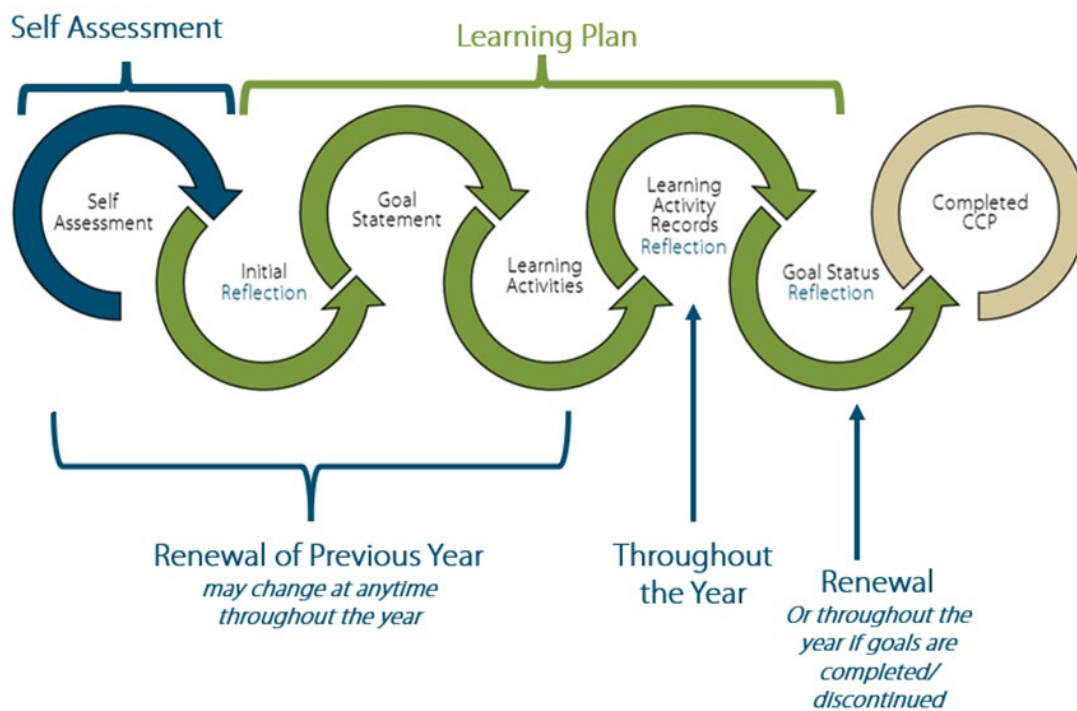 Self Assessment
Learning Plan
Self
Assessment
Initial
Reflection
Goal
Statement
Learning
Activities
Learning
Activity
Records
Reflection
Goal Status
Reflection
Completed
CCP
Renewal of Previous Year
may change at anytime
throughout the year
Throughout
the Year
Renewal
Or throughout the
year if goals are
completed/
discontinued